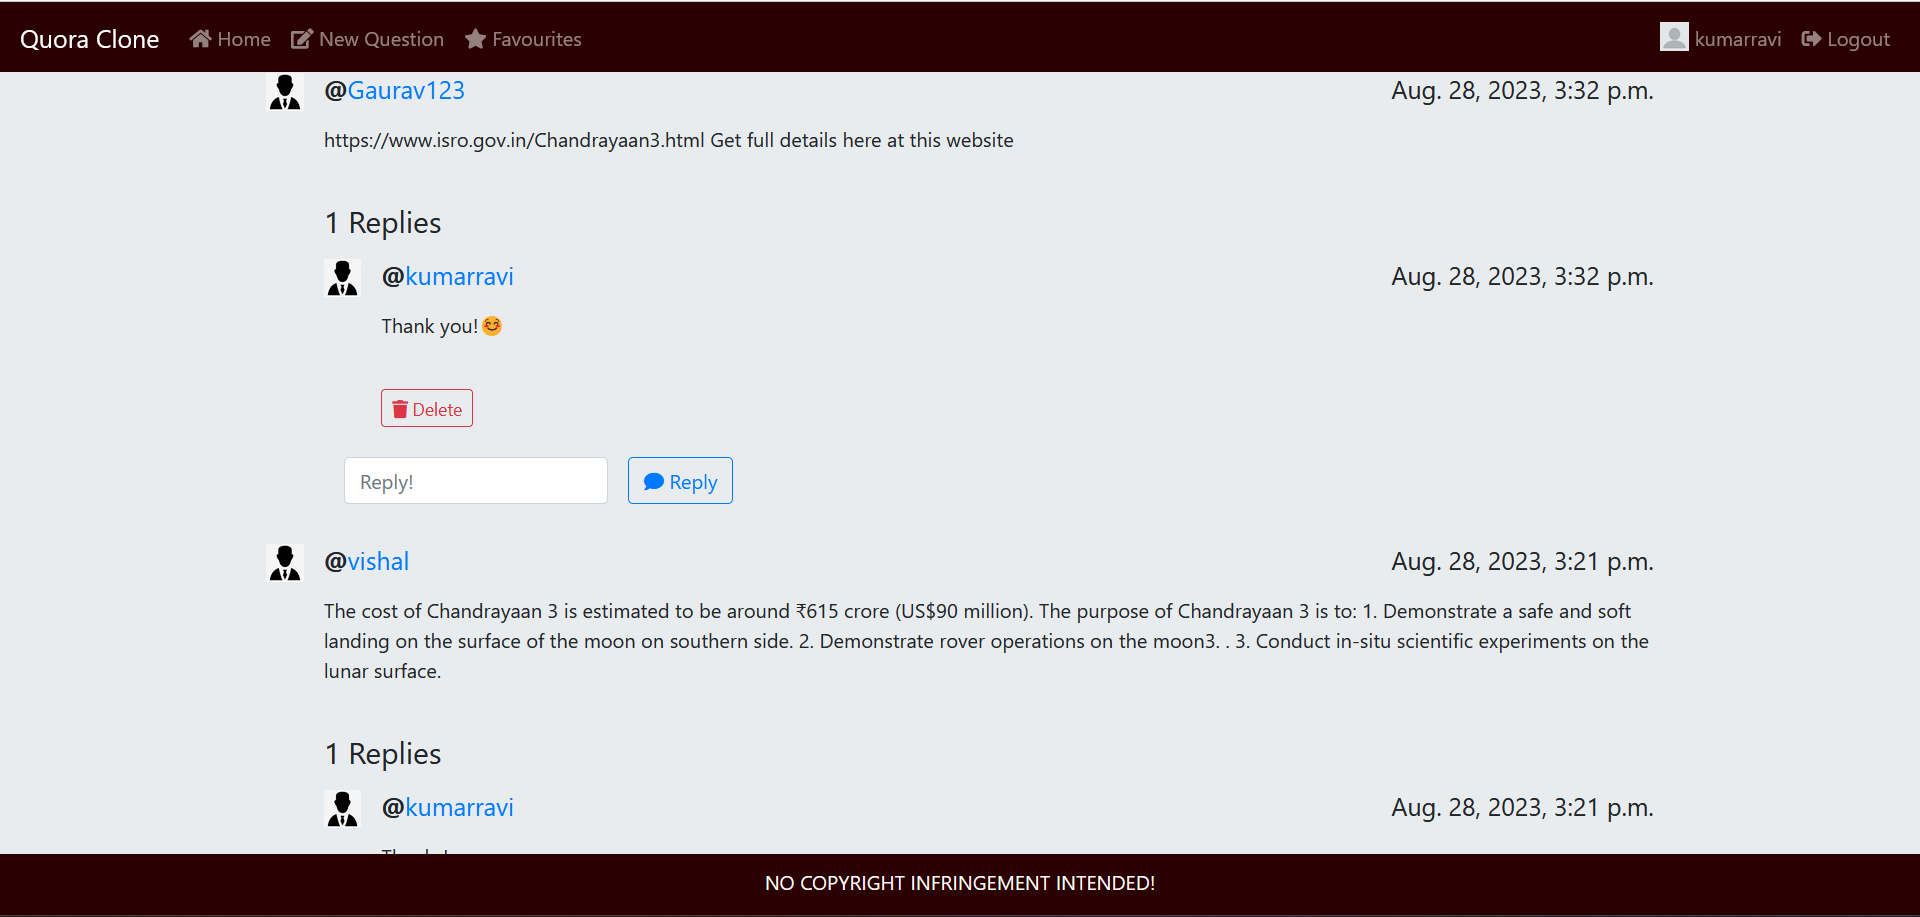 Quora Clone Home New Question Favourites kumarravi Logout
@Gaurav123 Aug. 28, 2023, 3:32 p.m.
https://www.isro.gov.in/Chandrayaan3.html Get full details here at this website
1 Replies
@kumarravi Aug. 28, 2023, 3:32 p.m.
Thank you!😊
Delete
Reply! Reply
@vishal Aug. 28, 2023, 3:21 p.m.
The cost of Chandrayaan 3 is estimated to be around ₹615 crore (US$90 million). The purpose of Chandrayaan 3 is to: 1. Demonstrate a safe and soft
landing on the surface of the moon on southern side. 2. Demonstrate rover operations on the moon3. . 3. Conduct in-situ scientific experiments on the
lunar surface.
1 Replies
@kumarravi Aug. 28, 2023, 3:21 p.m.
NO COPYRIGHT INFRINGEMENT INTENDED!